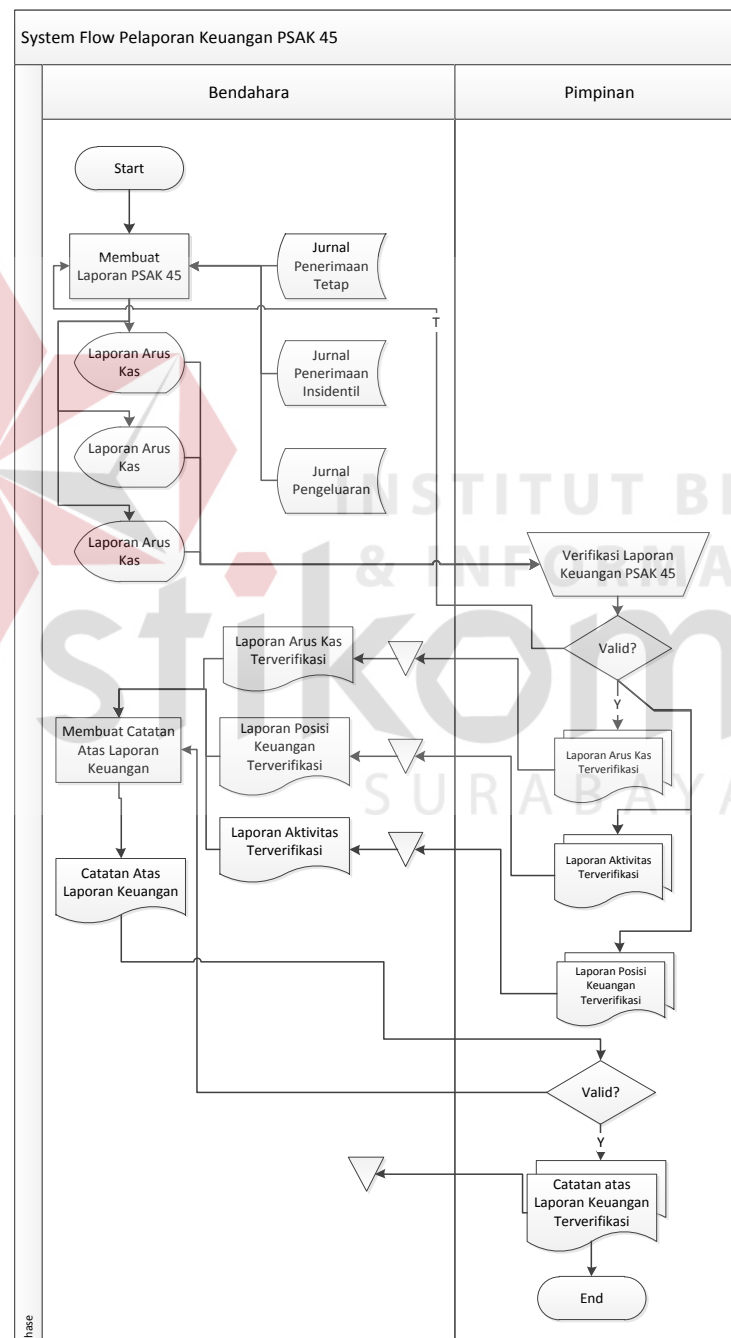 System Flow Pelaporan Keuangan PSAK 45
Bendahara
Pimpinan
Start
Membuat
Laporan PSAK 45
Jurnal
Penerimaan
Tetap
T
Laporan Arus
Kas
Jurnal
Penerimaan
Insidentil
Laporan Arus
Kas
Jurnal
Pengeluaran
INSTITUT BI
& INFORMA
stikom
SURABAYA
Laporan Arus
Kas
Verifikasi Laporan
Keuangan PSAK 45
Valid?
Y
Laporan Arus Kas
Terverifikasi
Laporan Posisi
Keuangan
Terverifikasi
Laporan Aktivitas
Terverifikasi
Membuat Catatan
Atas Laporan
Keuangan
Laporan Arus Kas
Terverifikasi
Laporan Aktivitas
Terverifikasi
Catatan Atas
Laporan Keuangan
Laporan Posisi
Keuangan
Terverifikasi
Valid?
Y
Catatan atas
Laporan Keuangan
Terverifikasi
End
hase